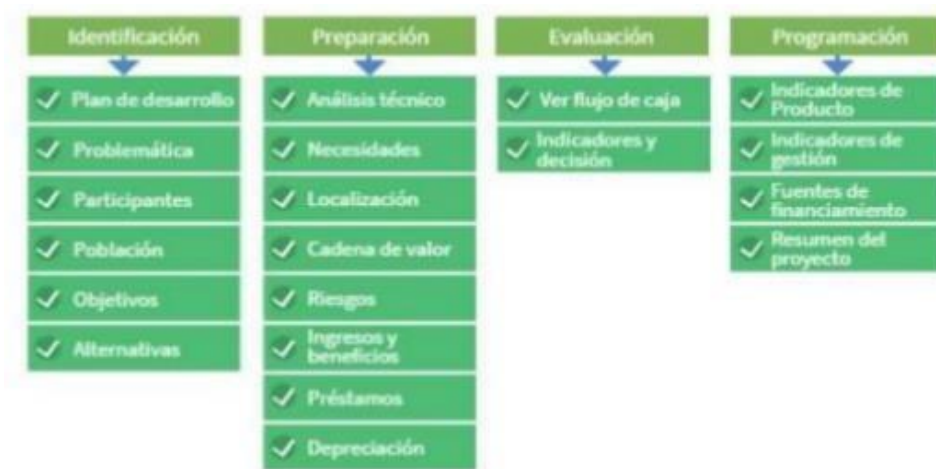 Identificación
Plan de desarrollo
Problemática
Participantes
Población
Objetivos
Alternativas
Preparación
Análisis técnico
Necesidades
Localización
Cadena de valor
Riesgos
Ingresos y
beneficios
Préstamos
Depreciación
Evaluación
Ver flujo de caja
Indicadores y
decisión
Programación
Indicadores de
Producto
Indicadores de
gestión
Fuentes de
financiamiento
Resumen del
proyecto